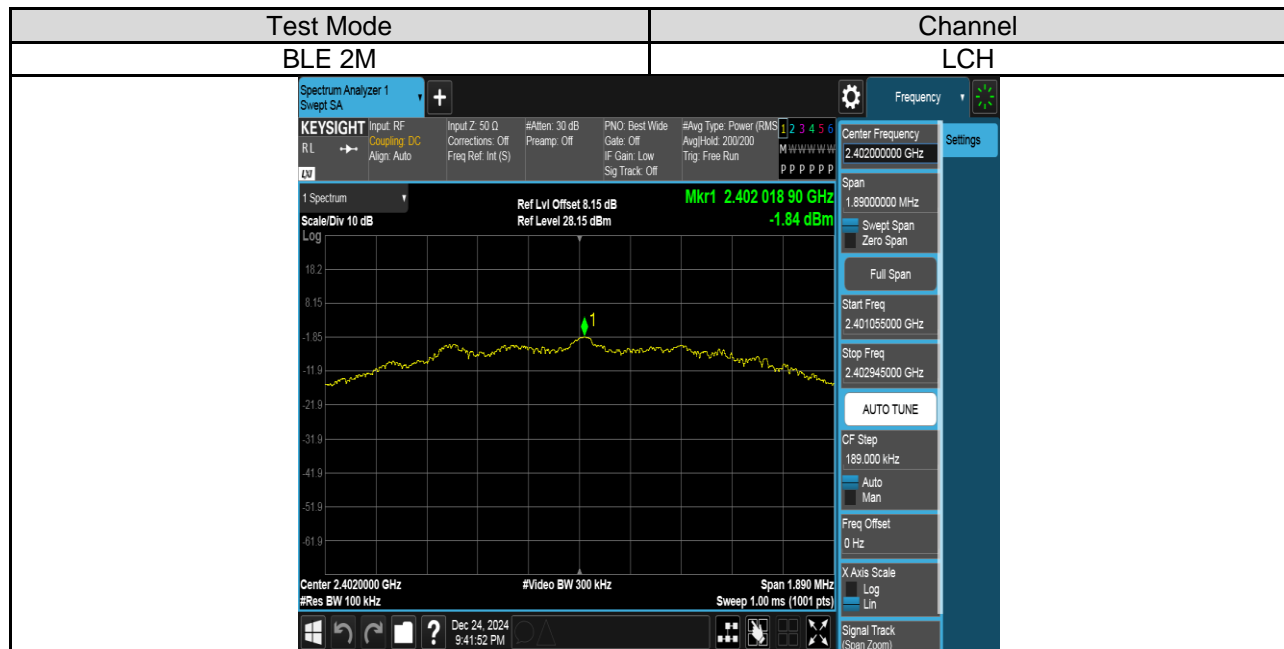 Test Mode Channel
BLE 2M LCH
Spectrum Analyzer 1
Swept SA
+
Frequency
KEYSIGHT
RL
LXI
Input: RF
Coupling: DC
Align: Auto
Input Z: 50 Ω
Corrections: Off
Freq Ref: Int (S)
#Atten: 30 dB
Preamp: Off
PNO: Best Wide
Gate: Off
IF Gain: Low
Sig Track: Off
#Avg Type: Power (RMS
Avg|Hold: 200/200
Trig: Free Run
1 2 3 4 5 6
M W W W W W
P P P P P P
1 Spectrum
Scale/Div 10 dB
Log
Ref Lvl Offset 8.15 dB
Ref Level 28.15 dBm
Mkr1 2.402 018 90 GHz
-1.84 dBm
18.2
8.15
-1.85
-11.9
-21.9
-31.9
-41.9
-51.9
-61.9
1
Center 2.4020000 GHz
#Res BW 100 kHz
#Video BW 300 kHz
Span 1.890 MHz
Sweep 1.00 ms (1001 pts)
?
Dec 24, 2024
9:41:52 PM
Center Frequency
2.402000000 GHz
Settings
Span
1.89000000 MHz
Swept Span
Zero Span
Full Span
Start Freq
2.401055000 GHz
Stop Freq
2.402945000 GHz
AUTO TUNE
CF Step
189.000 kHz
Auto
Man
Freq Offset
0 Hz
X Axis Scale
Log
Lin
Signal Track
(Span Zoom)